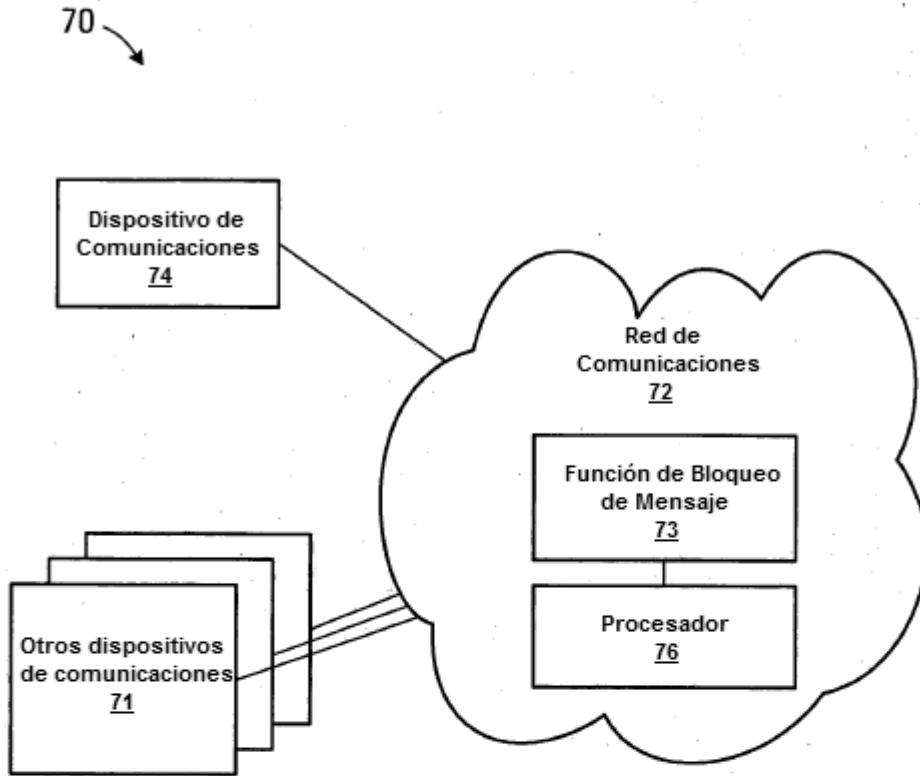 70
Dispositivo de
Comunicaciones
74
Red de
Comunicaciones
72
Función de Bloqueo
de Mensaje
73
Procesador
76
Otros dispositivos
de comunicaciones
71